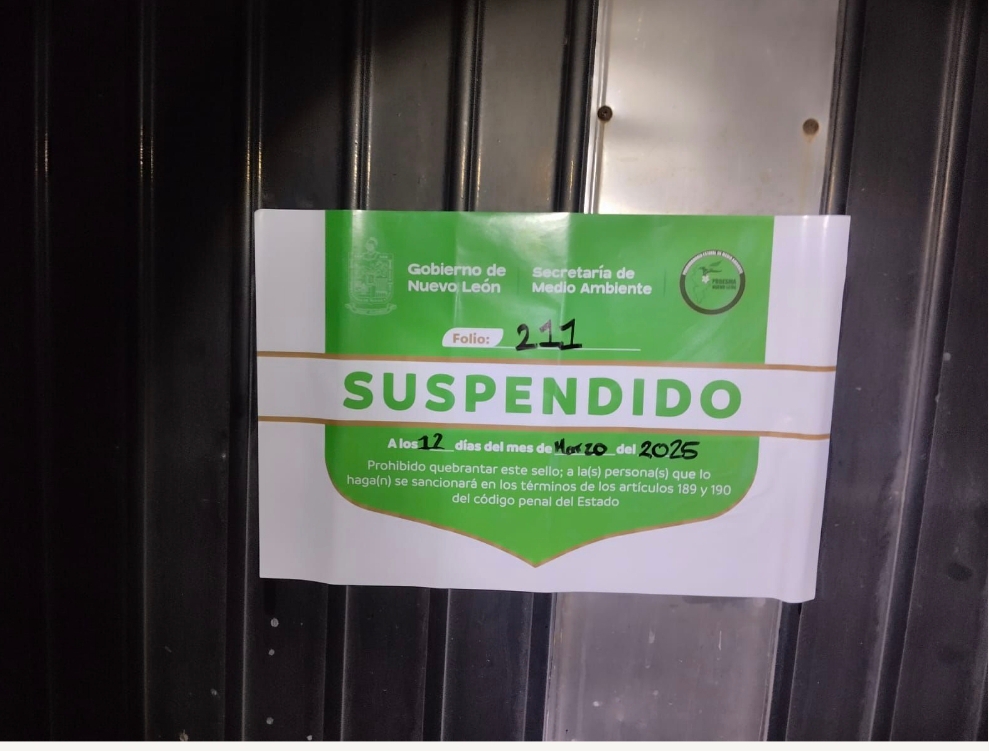 Gobierno de
Nuevo León
Secretaría de
Medio Ambiente
Folio: 211
SUSPENDIDO
A los 12 días del mes de Marzo del 2025
Prohibido quebrantar este sello; a la(s) persona(s) que lo
haga(n) se sancionará en los términos de los artículos 189 y 190
del código penal del Estado